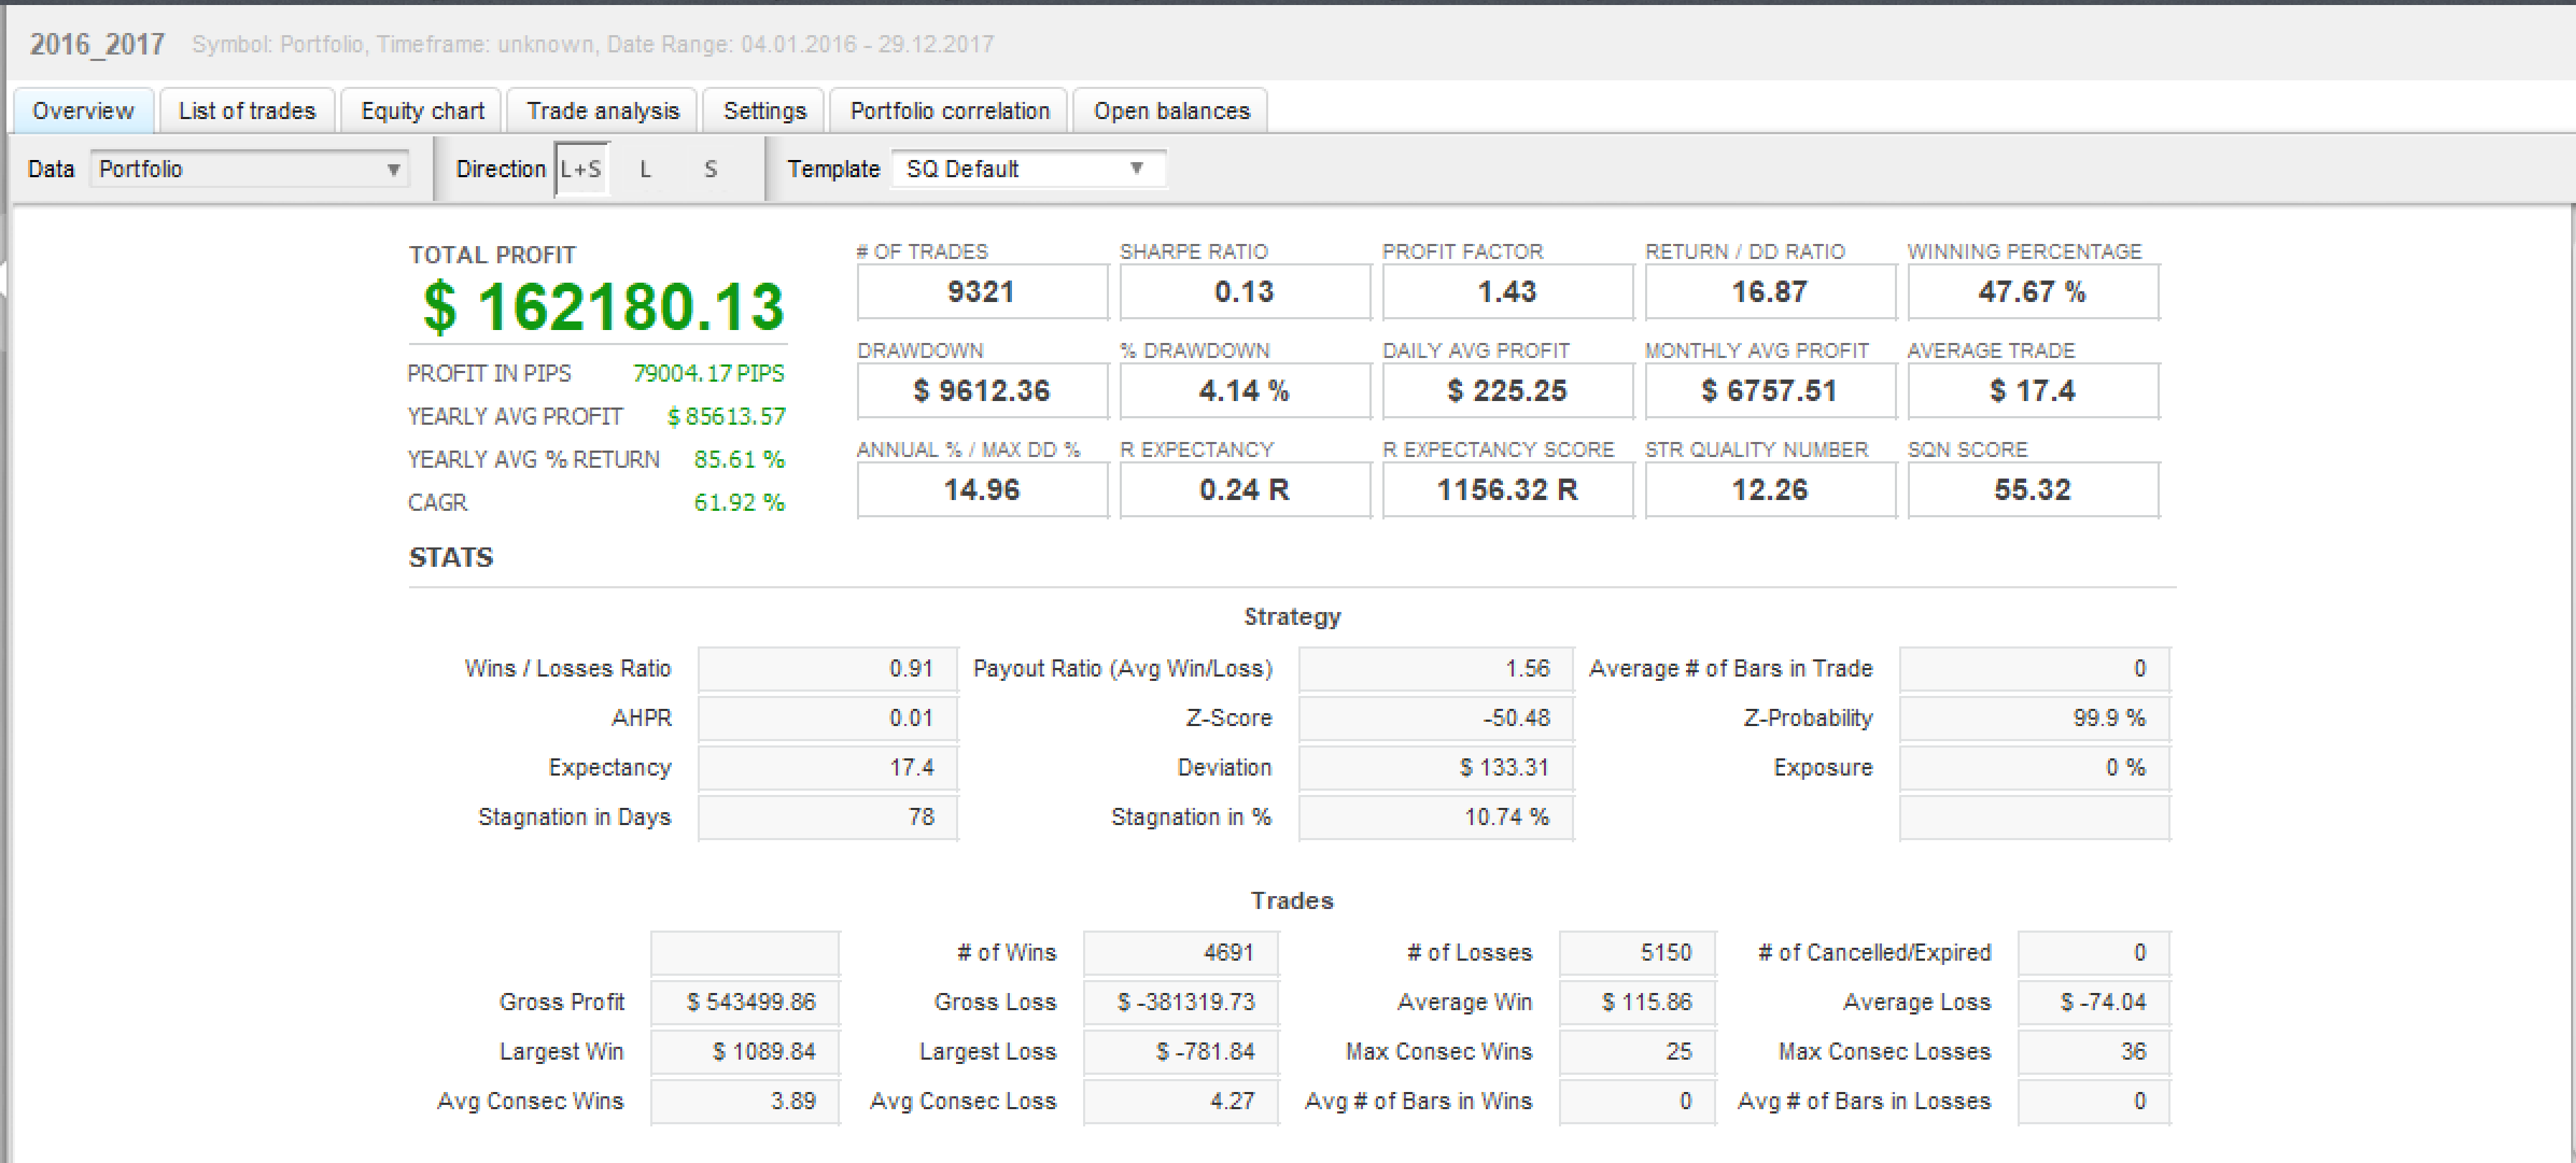 2016_2017 Symbol: Portfolio, Timeframe: unknown, Date Range: 04.01.2016 - 29.12.2017
Overview List of trades Equity chart Trade analysis Settings Portfolio correlation Open balances
Data Portfolio Direction L+S L S Template SQ Default
TOTAL PROFIT
$ 162180.13
PROFIT IN PIPS 79004.17 PIPS
YEARLY AVG PROFIT $ 85613.57
YEARLY AVG % RETURN 85.61 %
CAGR 61.92 %
# OF TRADES SHARPE RATIO PROFIT FACTOR RETURN / DD RATIO WINNING PERCENTAGE
9321 0.13 1.43 16.87 47.67 %
DRAWDOWN % DRAWDOWN DAILY AVG PROFIT MONTHLY AVG PROFIT AVERAGE TRADE
$ 9612.36 4.14 % $ 225.25 $ 6757.51 $ 17.4
ANNUAL % / MAX DD % R EXPECTANCY R EXPECTANCY SCORE STR QUALITY NUMBER SQN SCORE
14.96 0.24 R 1156.32 R 12.26 55.32
STATS
Strategy
Wins / Losses Ratio 0.91 Payout Ratio (Avg Win/Loss) 1.56 Average # of Bars in Trade 0
AHPR 0.01 Z-Score -50.48 Z-Probability 99.9 %
Expectancy 17.4 Deviation $ 133.31 Exposure 0 %
Stagnation in Days 78 Stagnation in % 10.74 %
Trades
# of Wins 4691 # of Losses 5150 # of Cancelled/Expired 0
Gross Profit $ 543499.86 Gross Loss $ -381319.73 Average Win $ 115.86 Average Loss $ -74.04
Largest Win $ 1089.84 Largest Loss $ -781.84 Max Consec Wins 25 Max Consec Losses 36
Avg Consec Wins 3.89 Avg Consec Loss 4.27 Avg # of Bars in Wins 0 Avg # of Bars in Losses 0